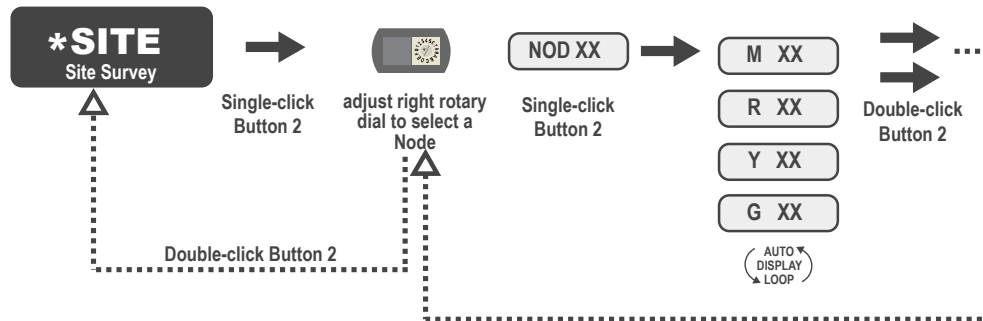 *SITE
Site Survey
Single-click
Button 2
adjust right rotary
dial to select a
Node
NOD XX
Single-click
Button 2
M XX
R XX
Y XX
G XX
AUTO
DISPLAY
LOOP
Double-click
Button 2
....
Double-click Button 2